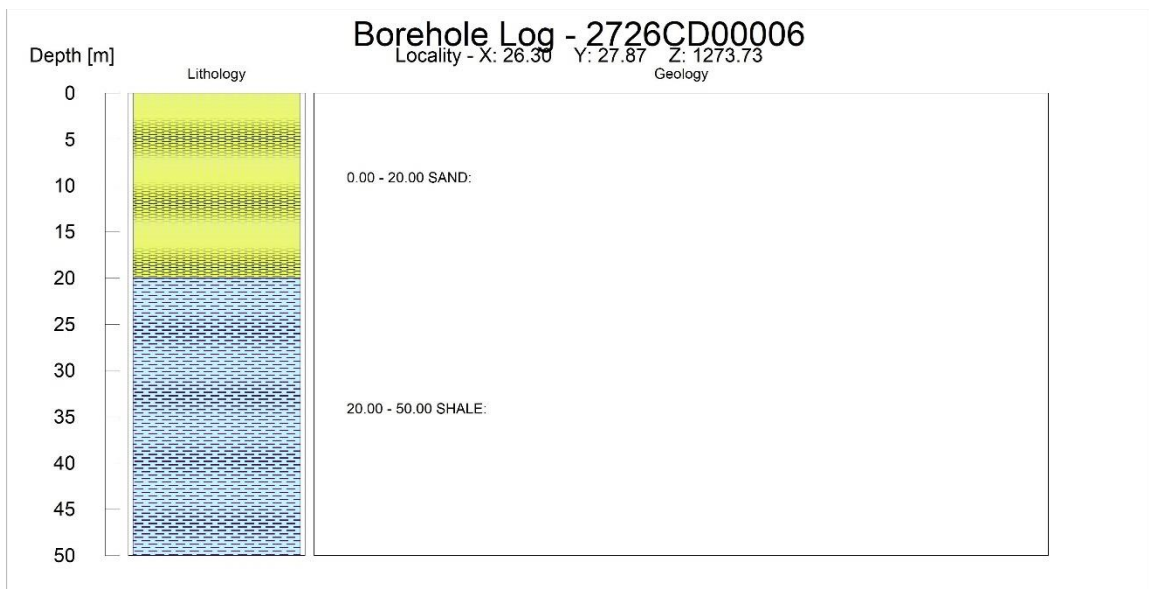 Borehole Log - 2726CD00006
Locality - X: 26.30 Y: 27.87 Z: 1273.73
Depth [m]
Lithology
Geology
0
5
10
15
20
25
30
35
40
45
50
0.00 - 20.00 SAND:
20.00 - 50.00 SHALE: